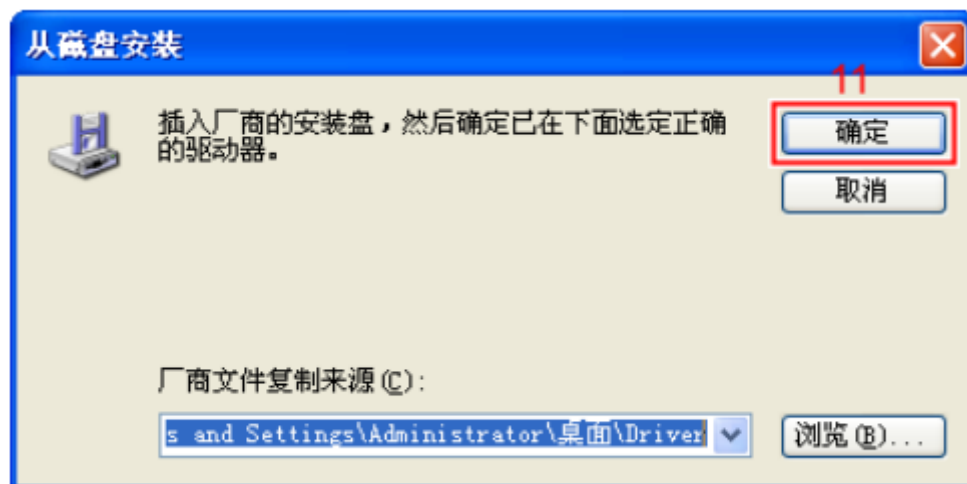 从磁盘安装
11
插入厂商的安装盘，然后确定已在下面选定正确
的驱动器。
确定
取消
厂商文件复制来源(C)：
s and Settings\Administrator\桌面\Driver
浏览(B)...